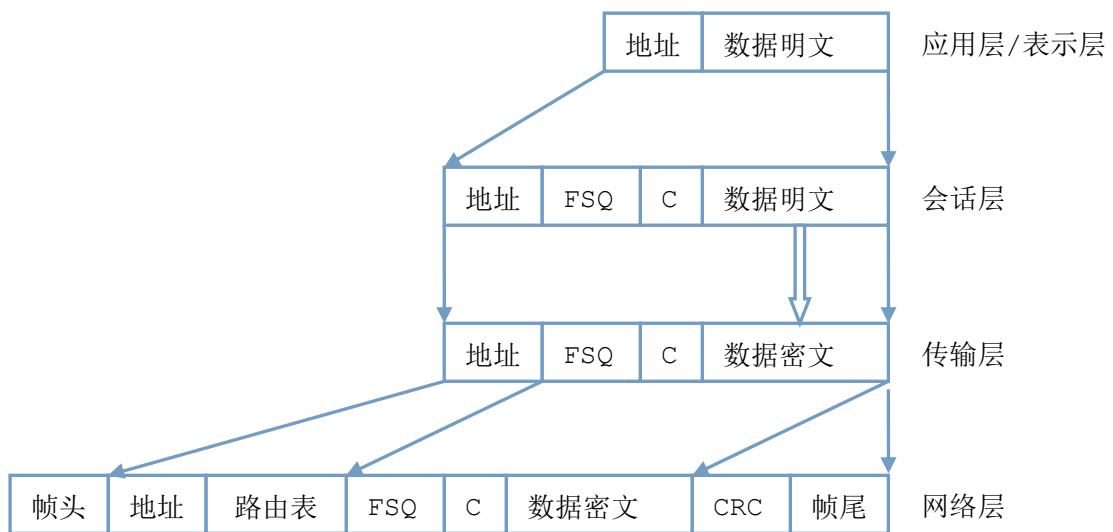 地址 数据明文 应用层/表示层
地址 FSQ C 数据明文 会话层
地址 FSQ C 数据密文 传输层
帧头 地址 路由表 FSQ C 数据密文 CRC 帧尾 网络层